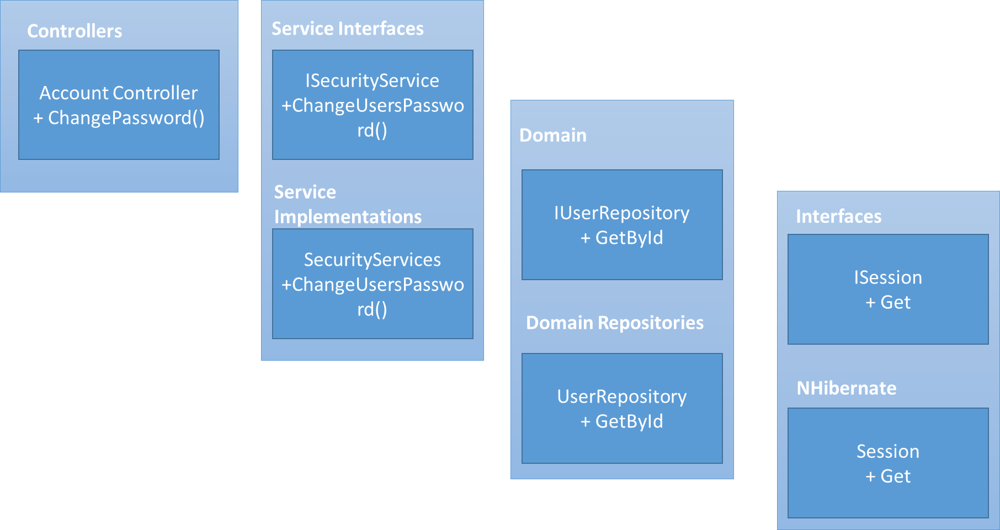 Controllers
Account Controller
+ ChangePassword()
Service Interfaces
ISecurityService
+ChangeUsersPasswo
rd()
Service
Implementations
SecurityServices
+ChangeUsersPasswo
rd()
Domain
IUserRepository
+ GetById
Domain Repositories
UserRepository
+ GetById
Interfaces
ISession
+ Get
NHibernate
Session
+ Get